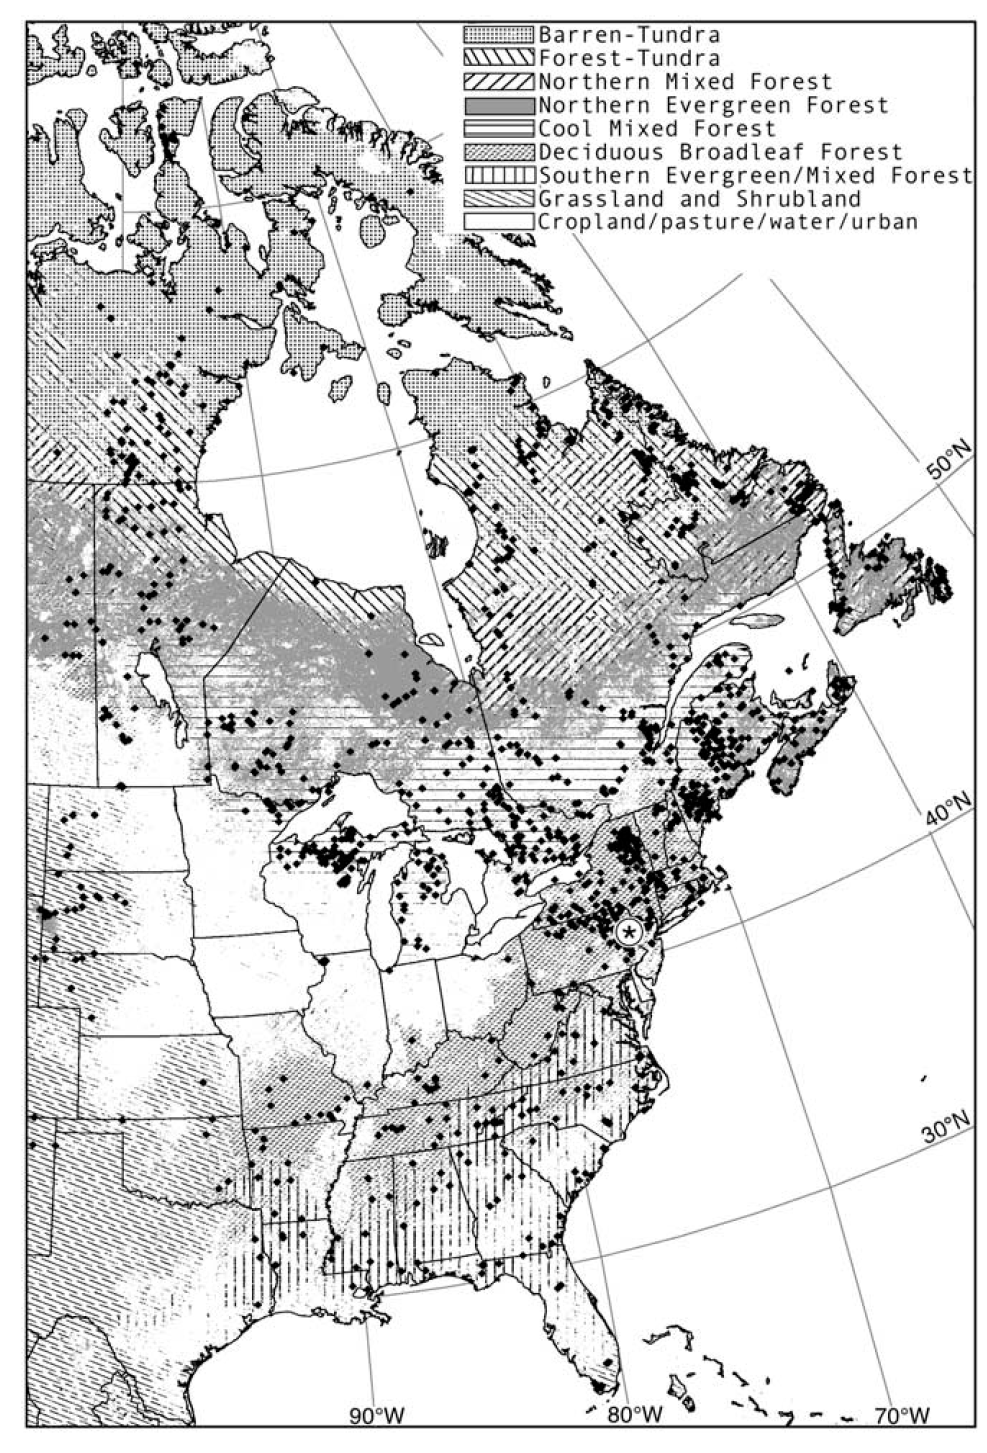 Barren-Tundra
Forest-Tundra
Northern Mixed Forest
Northern Evergreen Forest
Cool Mixed Forest
Deciduous Broadleaf Forest
Southern Evergreen/Mixed Forest
Grassland and Shrubland
Cropland/pasture/water/urban
50°N
40°N
30°N
90°W
80°W
70°W